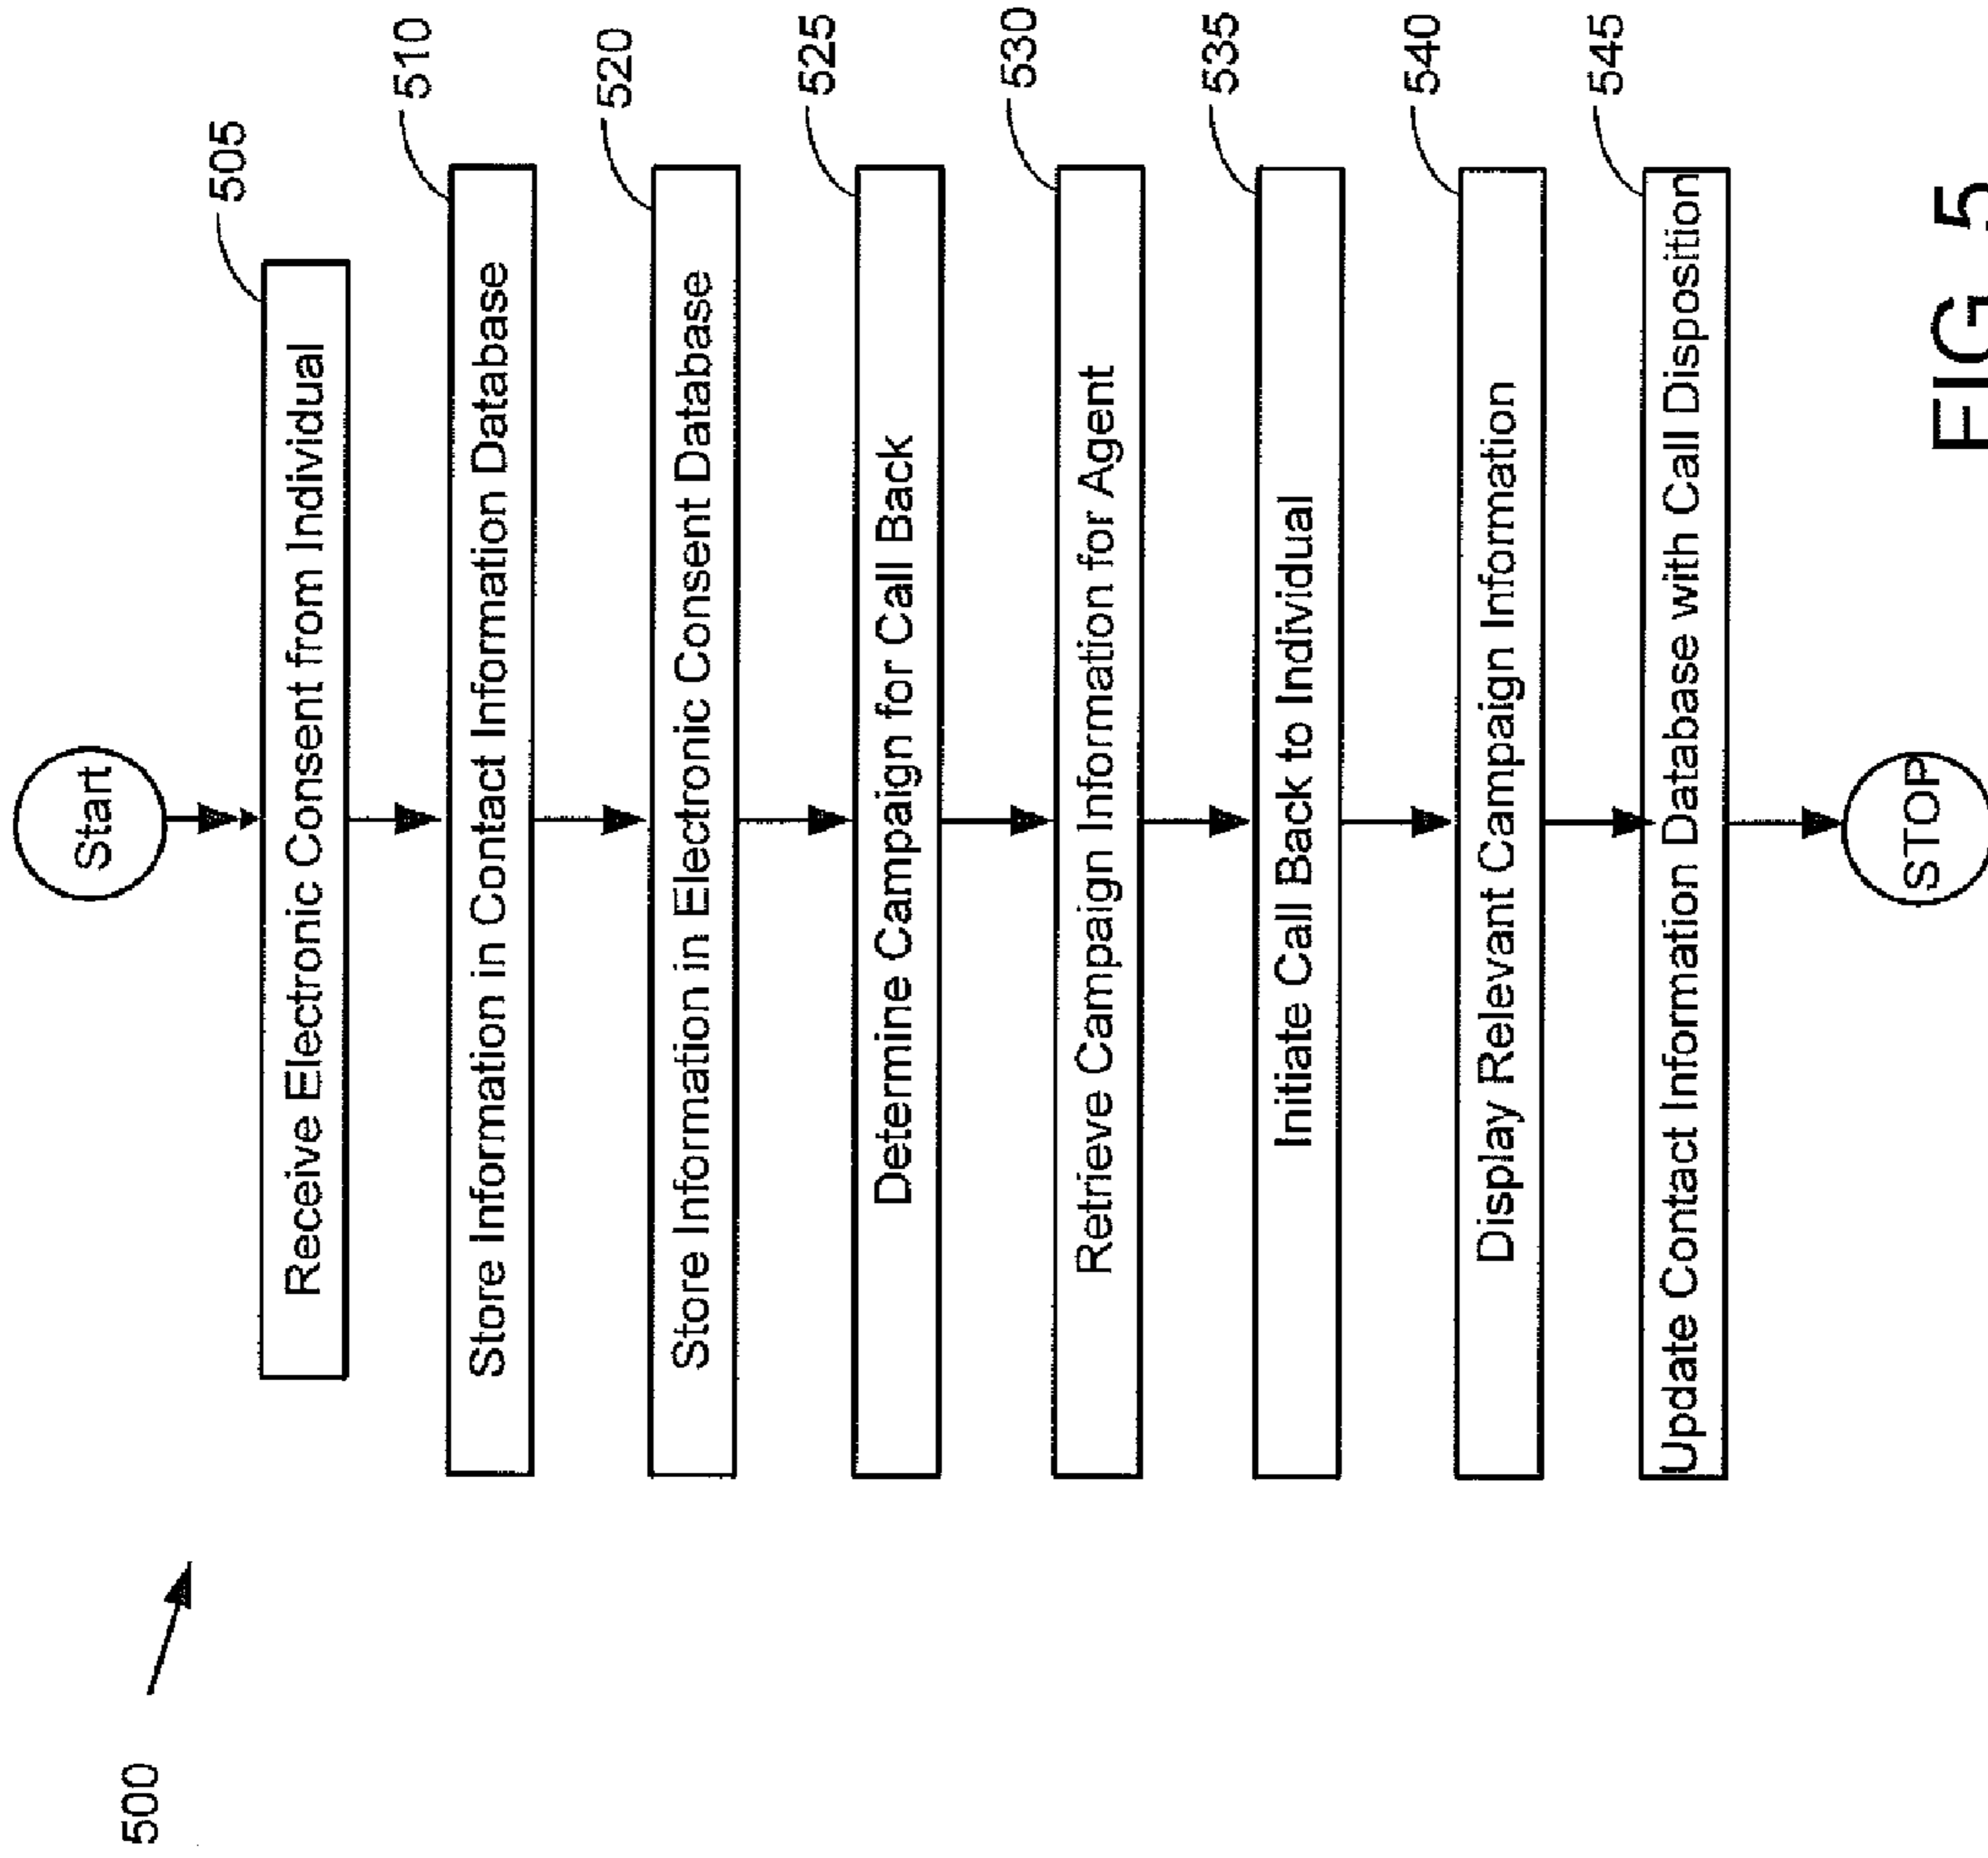 500
Start
505
Receive Electronic Consent from Individual
510
Store Information in Contact Information Database
520
Store Information in Electronic Consent Database
525
Determine Campaign for Call Back
530
Retrieve Campaign Information for Agent
535
Initiate Call Back to Individual
540
Display Relevant Campaign Information
545
Update Contact Information Database with Call Disposition
STOP
FIG 5